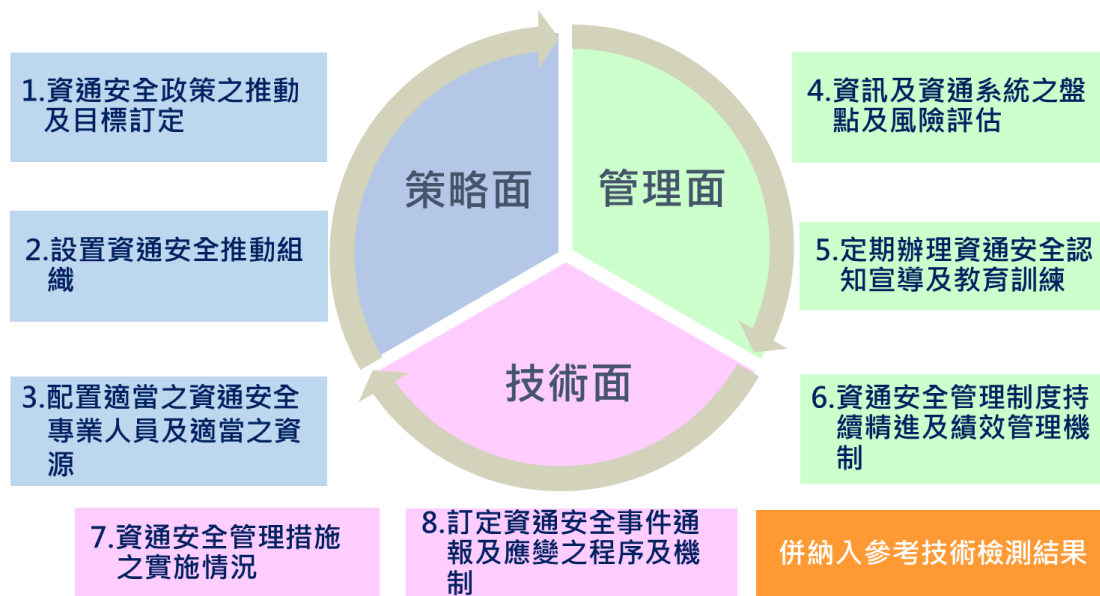 1.資通安全政策之推動
及目標訂定
2.設置資通安全推動組
織
3.配置適當之資通安全
專業人員及適當之資
源
策略面
管理面
技術面
4.資訊及資通系統之盤
點及風險評估
5.定期辦理資通安全認
知宣導及教育訓練
6.資通安全管理制度持
續精進及績效管理機
制
7.資通安全管理措施
之實施情況
8.訂定資通安全事件通
報及應變之程序及機
制
併納入參考技術檢測結果